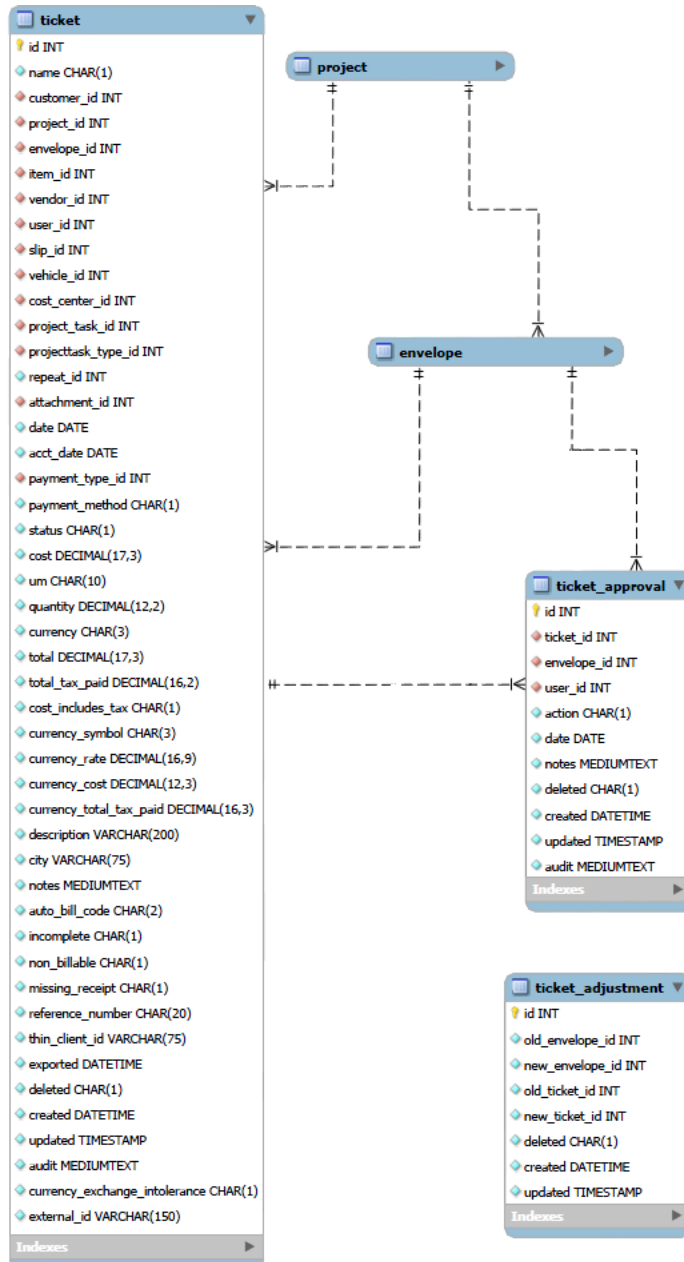 ticket
id INT
name CHAR(1)
customer_id INT
project_id INT
envelope_id INT
item_id INT
vendor_id INT
user_id INT
slip_id INT
vehicle_id INT
cost_center_id INT
project_task_id INT
projecttask_type_id INT
repeat_id INT
attachment_id INT
date DATE
acct_date DATE
payment_type_id INT
payment_method CHAR(1)
status CHAR(1)
cost DECIMAL(17,3)
um CHAR(10)
quantity DECIMAL(12,2)
currency CHAR(3)
total DECIMAL(17,3)
total_tax_paid DECIMAL(16,2)
cost_includes_tax CHAR(1)
currency_symbol CHAR(3)
currency_rate DECIMAL(16,9)
currency_cost DECIMAL(12,3)
currency_total_tax_paid DECIMAL(16,3)
description VARCHAR(200)
city VARCHAR(75)
notes MEDIUMTEXT
auto_bill_code CHAR(2)
incomplete CHAR(1)
non_billable CHAR(1)
missing_receipt CHAR(1)
reference_number CHAR(20)
thin_client_id VARCHAR(75)
exported DATETIME
deleted CHAR(1)
created DATETIME
updated TIMESTAMP
audit MEDIUMTEXT
currency_exchange_intolerance CHAR(1)
external_id VARCHAR(150)
Indexes
project
envelope
ticket_approval
id INT
ticket_id INT
envelope_id INT
user_id INT
action CHAR(1)
date DATE
notes MEDIUMTEXT
deleted CHAR(1)
created DATETIME
updated TIMESTAMP
audit MEDIUMTEXT
Indexes
ticket_adjustment
id INT
old_envelope_id INT
new_envelope_id INT
old_ticket_id INT
new_ticket_id INT
deleted CHAR(1)
created DATETIME
updated TIMESTAMP
Indexes